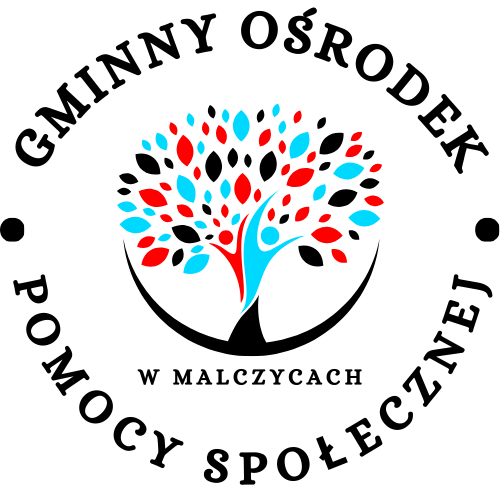 GMINNY OŚRODEK
POMOCY SPOŁECZNEJ
W MALCZYCACH